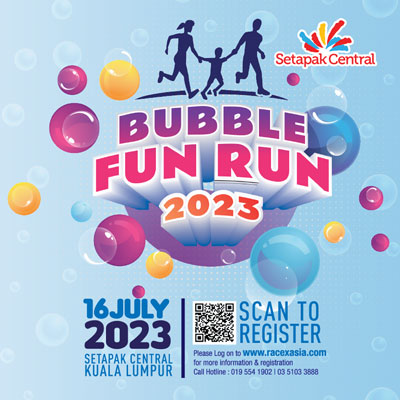 Setapak Central
BUBBLE
FUN RUN
2023
16 JULY
2023
SETAPAK CENTRAL
KUALA LUMPUR
SCAN TO
REGISTER
Please Log on to www.racexasia.com
for more information & registration
Call Hotline : 019 554 1902 | 03 5103 3688